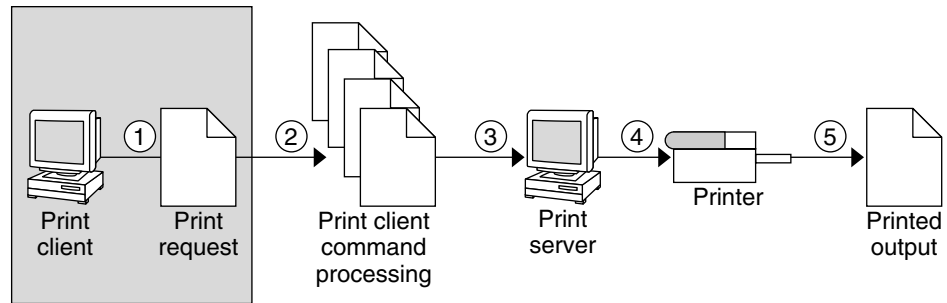 1
2
3
4
5
Print
client
Print
request
Print client
command
processing
Print
server
Printer
Printed
output